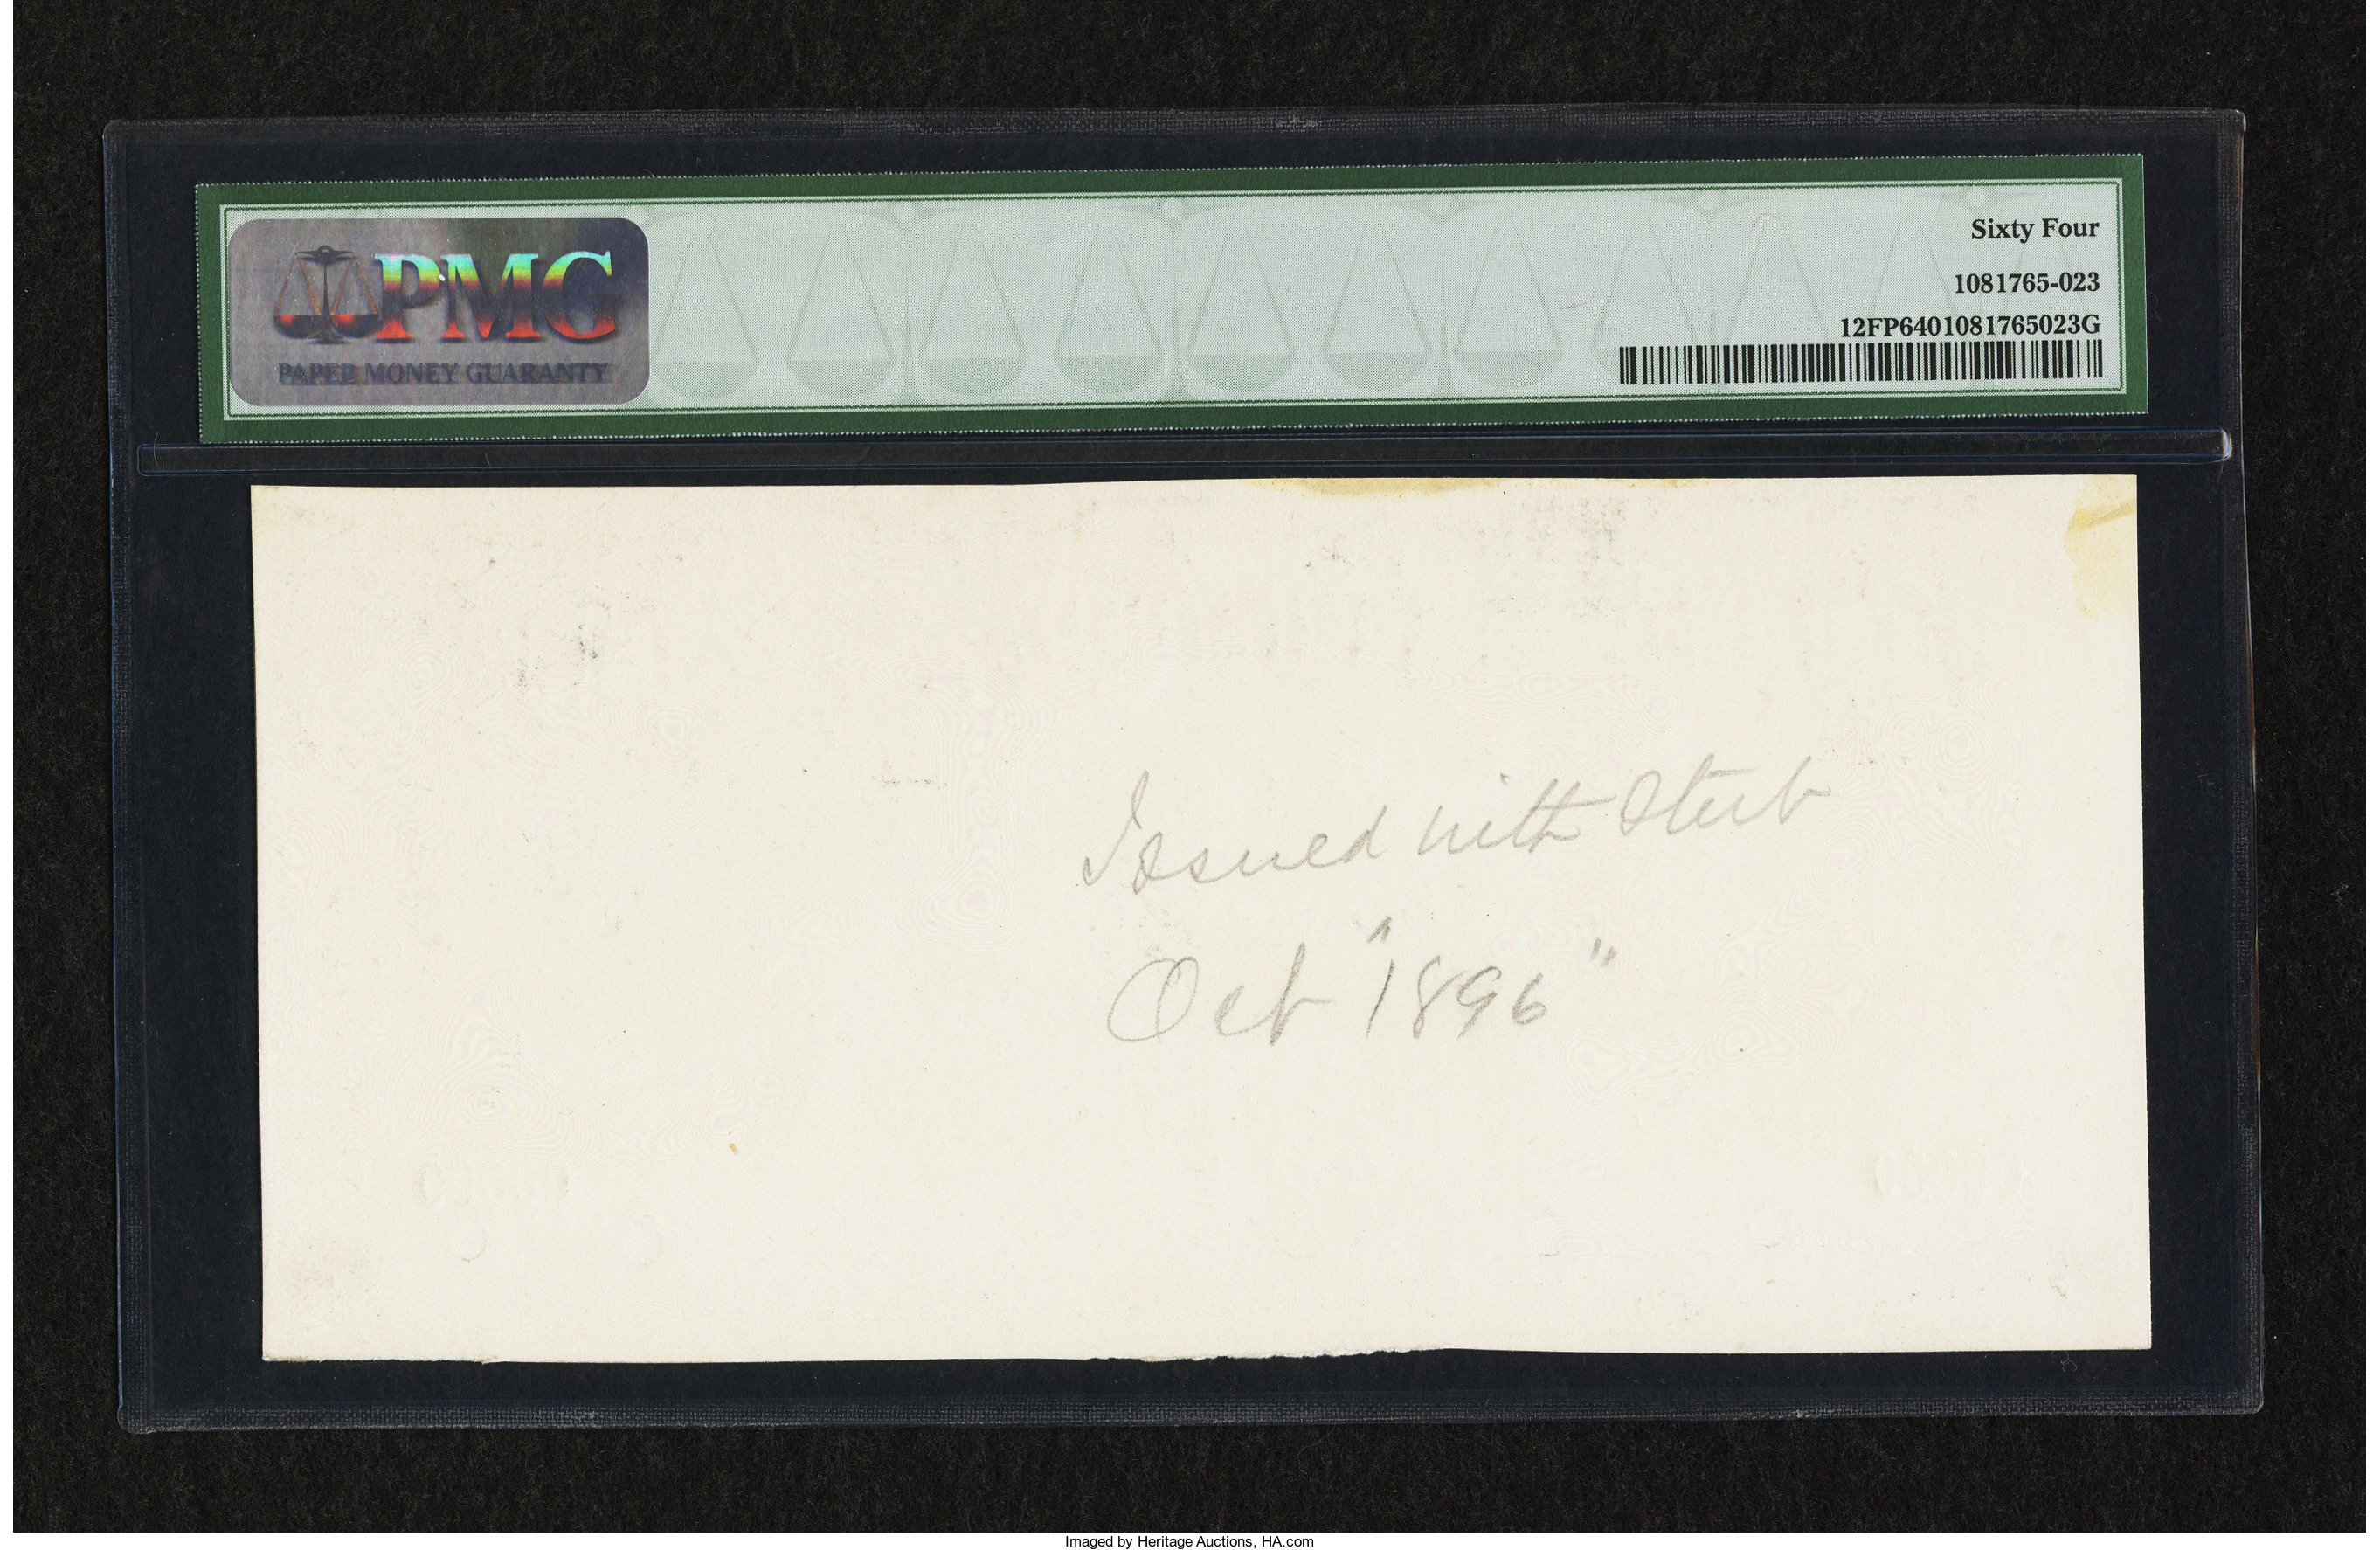 PMG
PAPER MONEY GUARANTY
Sixty Four
1081765-023
12FP6401081765023G
Issued with Stub
Oct "1896"
Imaged by Heritage Auctions, HA.com